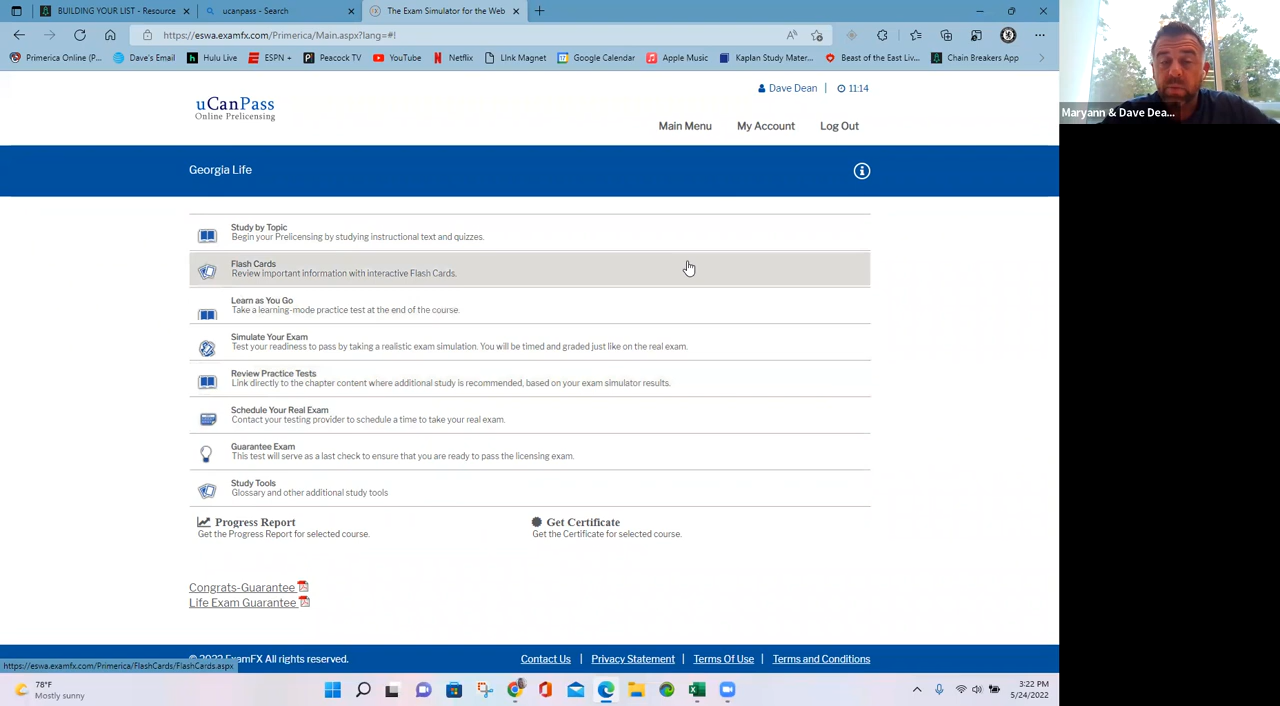 BUILDING YOUR LIST - BUSINESS
ucanpass - Search
The Exam Simulator for the Web
https://eswa.examfx.com/Primerica/Main.aspx?lang=#!
Primerica Online (P...
Dave's Email
Hulu Live
ESPN +
Peacock TV
YouTube
Netflix
LInk Magnet
Google Calendar
Apple Music
Kaplan Study Mater...
Beast of the East Liv...
Chain Breakers App
Maryann & Dave Dea...
uCanPass
Online Prelicensing
Dave Dean | 11:14
Main Menu
My Account
Log Out
Georgia Life
Study by Topic
Begin your Prelicensing by studying instructional text and quizzes.
Flash Cards
Review important information with interactive Flash Cards.
Learn as You Go
Take a learning-mode practice test at the end of the course.
Simulate Your Exam
Test your readiness to pass by taking a realistic exam simulation. You will be timed and graded just like on the real exam.
Review Practice Tests
Link directly to the chapter content where additional study is recommended, based on your exam simulator results.
Schedule Your Real Exam
Contact your testing provider to schedule a time to take your real exam.
Guarantee Exam
This test will serve as a last check to ensure that you are ready to pass the licensing exam.
Study Tools
Glossary and other additional study tools
Progress Report
Get the Progress Report for selected course.
Get Certificate
Get the Certificate for selected course.
Congrats-Guarantee
Life Exam Guarantee
ExamFX All rights reserved.
Contact Us | Privacy Statement | Terms Of Use | Terms and Conditions
https://eswa.examfx.com/Primerica/FlashCards/FlashCards.aspx
78°F
Mostly sunny
3:22 PM
5/24/2022